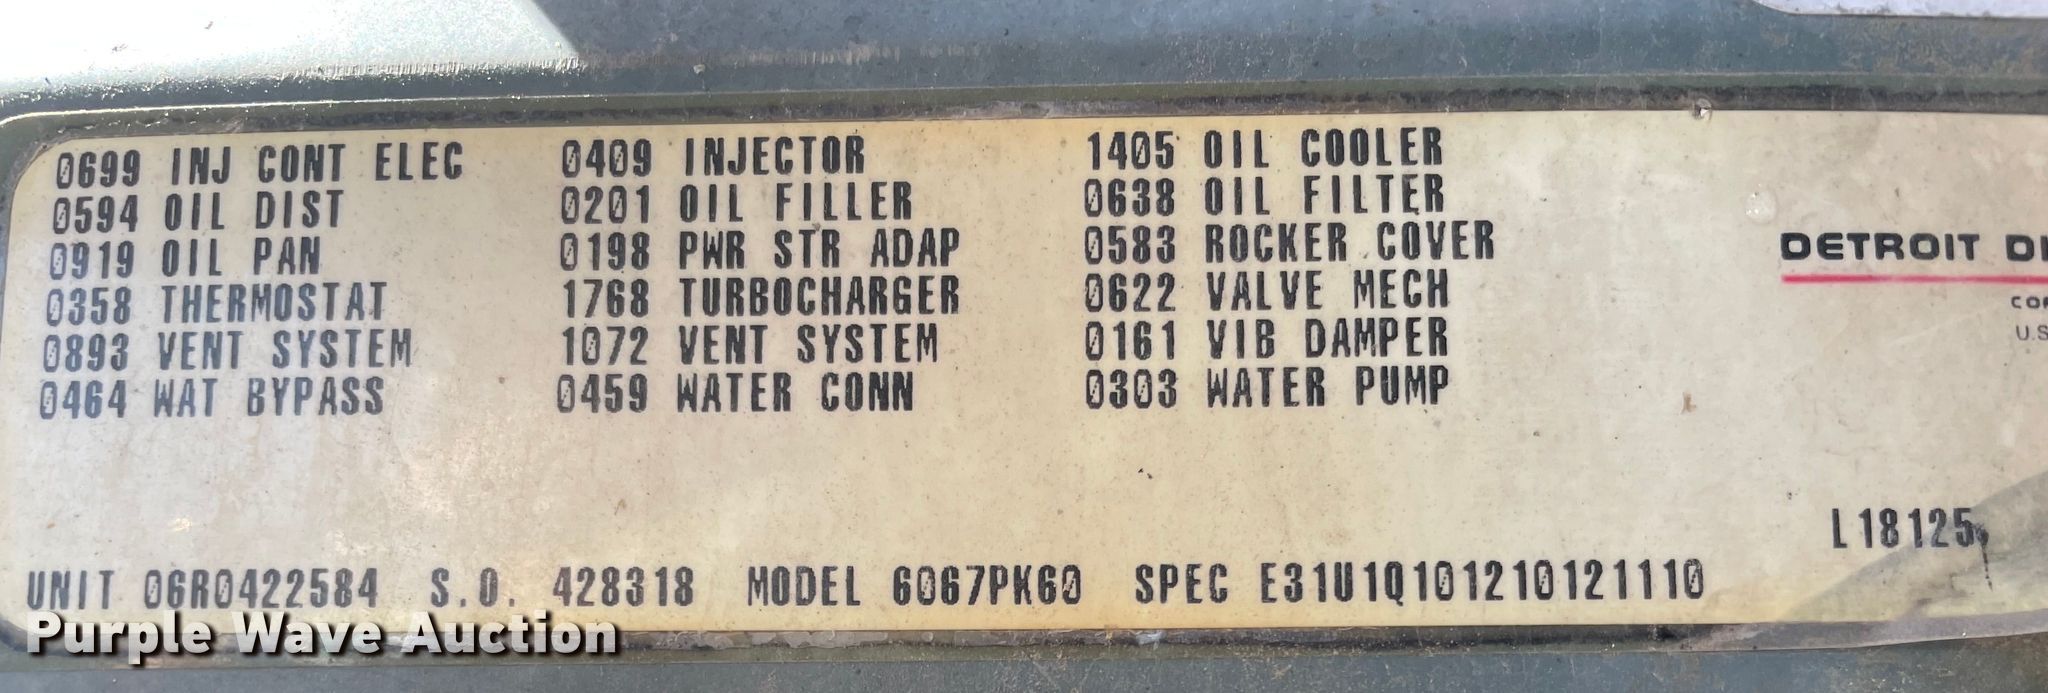 0699 INJ CONT ELEC 0409 INJECTOR 1405 OIL COOLER
0594 OIL DIST 0201 OIL FILLER 0638 OIL FILTER
0919 OIL PAN 0198 PWR STR ADAP 0583 ROCKER COVER
0358 THERMOSTAT 1768 TURBOCHARGER 0622 VALVE MECH
0893 VENT SYSTEM 1072 VENT SYSTEM 0161 VIB DAMPER
0464 WAT BYPASS 0459 WATER CONN 0303 WATER PUMP
DETROIT DI
COR
U.S
L18125
UNIT 06R0422584 S.O. 428318 MODEL 6067PK60 SPEC E31U1Q101210121110
Purple Wave Auction